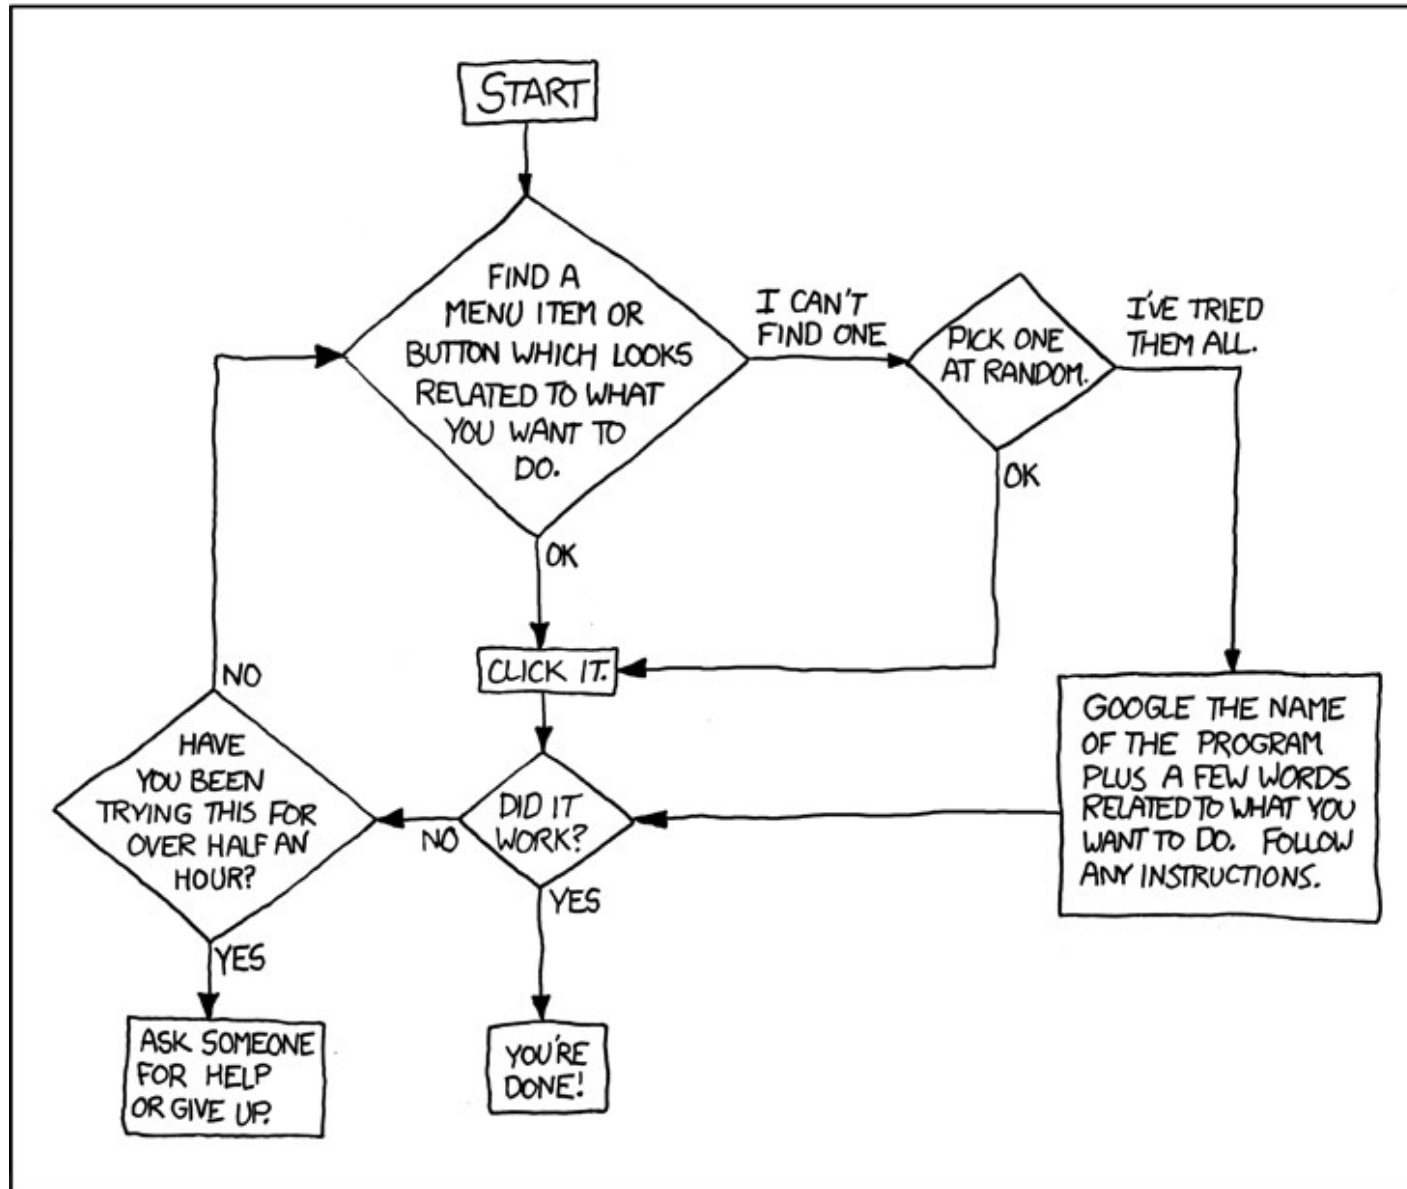 START
FIND A
MENU ITEM OR
BUTTON WHICH LOOKS
RELATED TO WHAT
YOU WANT TO
DO.
I CAN'T
FIND ONE
PICK ONE
AT RANDOM.
I'VE TRIED
THEM ALL.
OK
OK
CLICK IT.
NO
HAVE
YOU BEEN
TRYING THIS FOR
OVER HALF AN
HOUR?
NO
DID IT
WORK?
GOOGLE THE NAME
OF THE PROGRAM
PLUS A FEW WORDS
RELATED TO WHAT YOU
WANT TO DO. FOLLOW
ANY INSTRUCTIONS.
YES
YES
ASK SOMEONE
FOR HELP
OR GIVE UP.
YOU'RE
DONE!